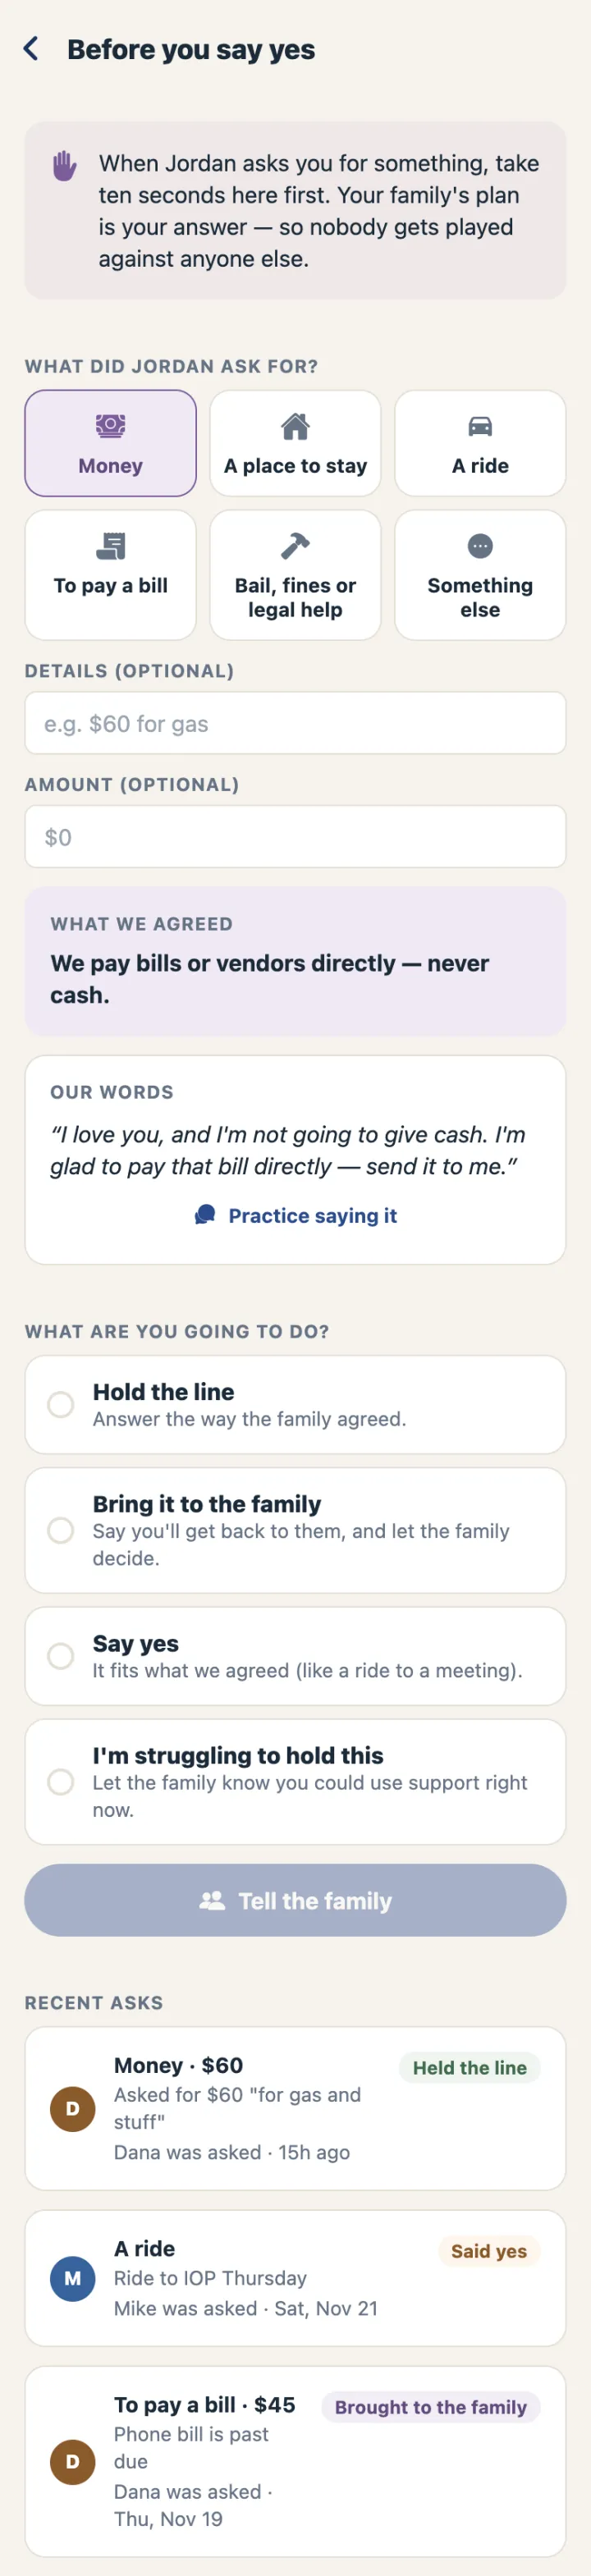 Before you say yes
When Jordan asks you for something, take
ten seconds here first. Your family's plan
is your answer — so nobody gets played
against anyone else.
WHAT DID JORDAN ASK FOR?
Money
A place to stay
A ride
To pay a bill
Bail, fines or
legal help
Something
else
DETAILS (OPTIONAL)
e.g. $60 for gas
AMOUNT (OPTIONAL)
$0
WHAT WE AGREED
We pay bills or vendors directly — never
cash.
OUR WORDS
“I love you, and I'm not going to give cash. I'm
glad to pay that bill directly — send it to me.”
Practice saying it
WHAT ARE YOU GOING TO DO?
Hold the line
Answer the way the family agreed.
Bring it to the family
Say you'll get back to them, and let the family
decide.
Say yes
It fits what we agreed (like a ride to a meeting).
I'm struggling to hold this
Let the family know you could use support right
now.
Tell the family
RECENT ASKS
D
Money · $60
Held the line
Asked for $60 "for gas and
stuff"
Dana was asked · 15h ago
M
A ride
Said yes
Ride to IOP Thursday
Mike was asked · Sat, Nov 21
D
To pay a bill · $45
Brought to the family
Phone bill is past
due
Dana was asked ·
Thu, Nov 19